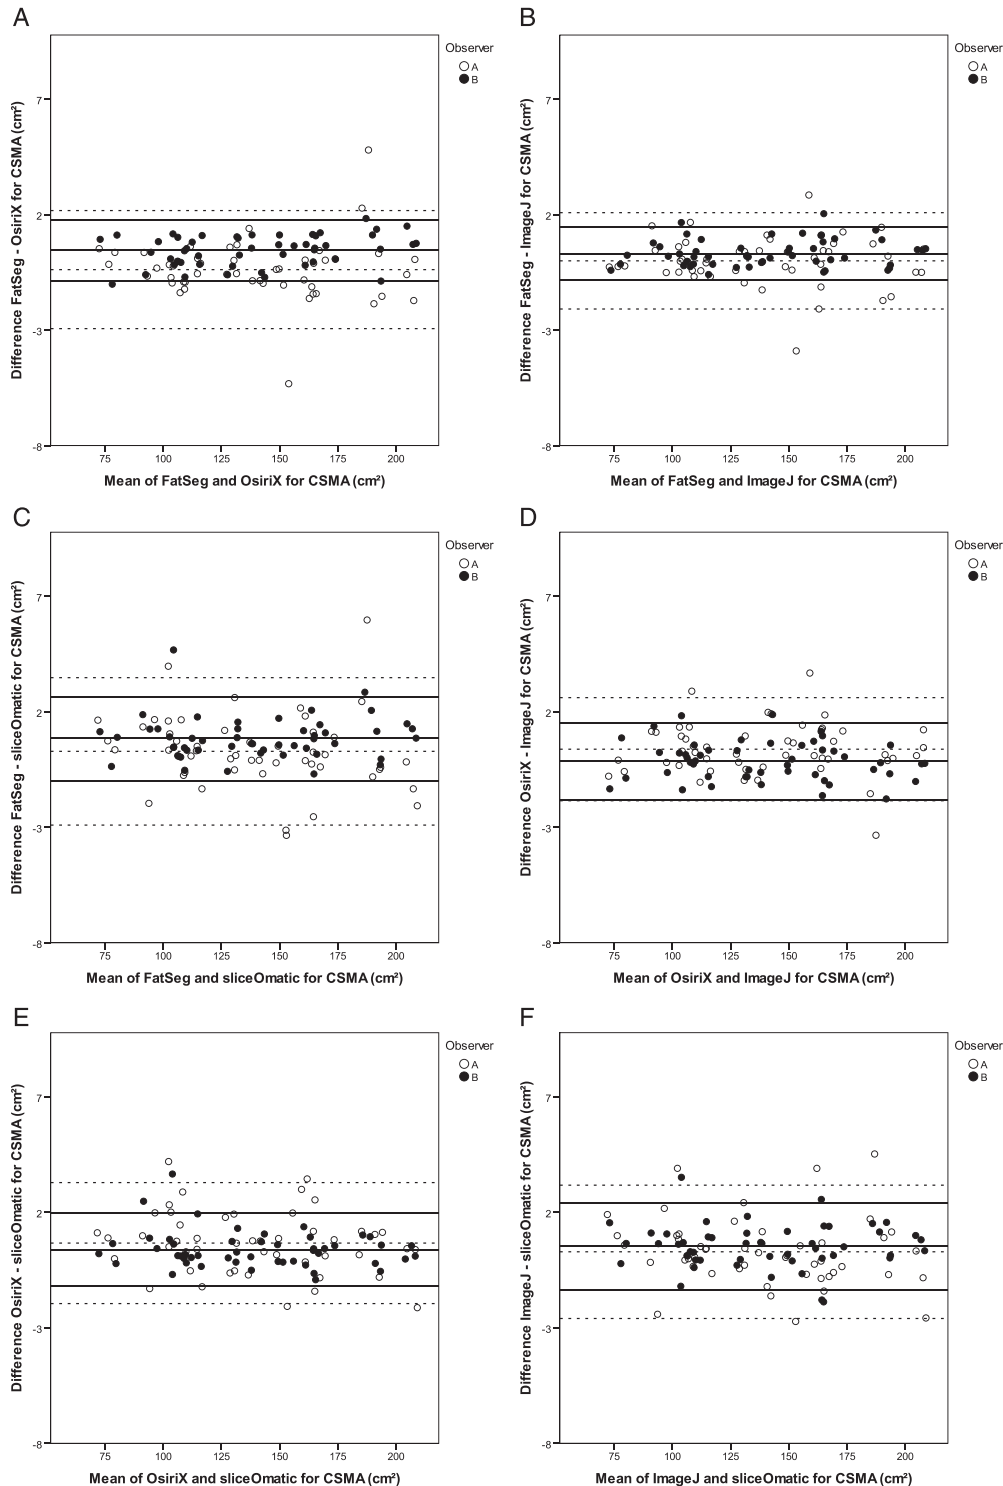 A
Difference FatSeg - OsiriX for CSMA (cm²)
7
2
-3
-8
75 100 125 150 175 200
Mean of FatSeg and OsiriX for CSMA (cm²)
Observer
A
B
B
Difference FatSeg - ImageJ for CSMA (cm²)
7
2
-3
-8
75 100 125 150 175 200
Mean of FatSeg and ImageJ for CSMA (cm²)
Observer
A
B
C
Difference FatSeg - sliceOmatic for CSMA (cm²)
7
2
-3
-8
75 100 125 150 175 200
Mean of FatSeg and sliceOmatic for CSMA (cm²)
Observer
A
B
D
Difference OsiriX - ImageJ for CSMA (cm²)
7
2
-3
-8
75 100 125 150 175 200
Mean of OsiriX and ImageJ for CSMA (cm²)
Observer
A
B
E
Difference OsiriX - sliceOmatic for CSMA (cm²)
7
2
-3
-8
75 100 125 150 175 200
Mean of OsiriX and sliceOmatic for CSMA (cm²)
Observer
A
B
F
Difference ImageJ - sliceOmatic for CSMA (cm²)
7
2
-3
-8
75 100 125 150 175 200
Mean of ImageJ and sliceOmatic for CSMA (cm²)
Observer
A
B